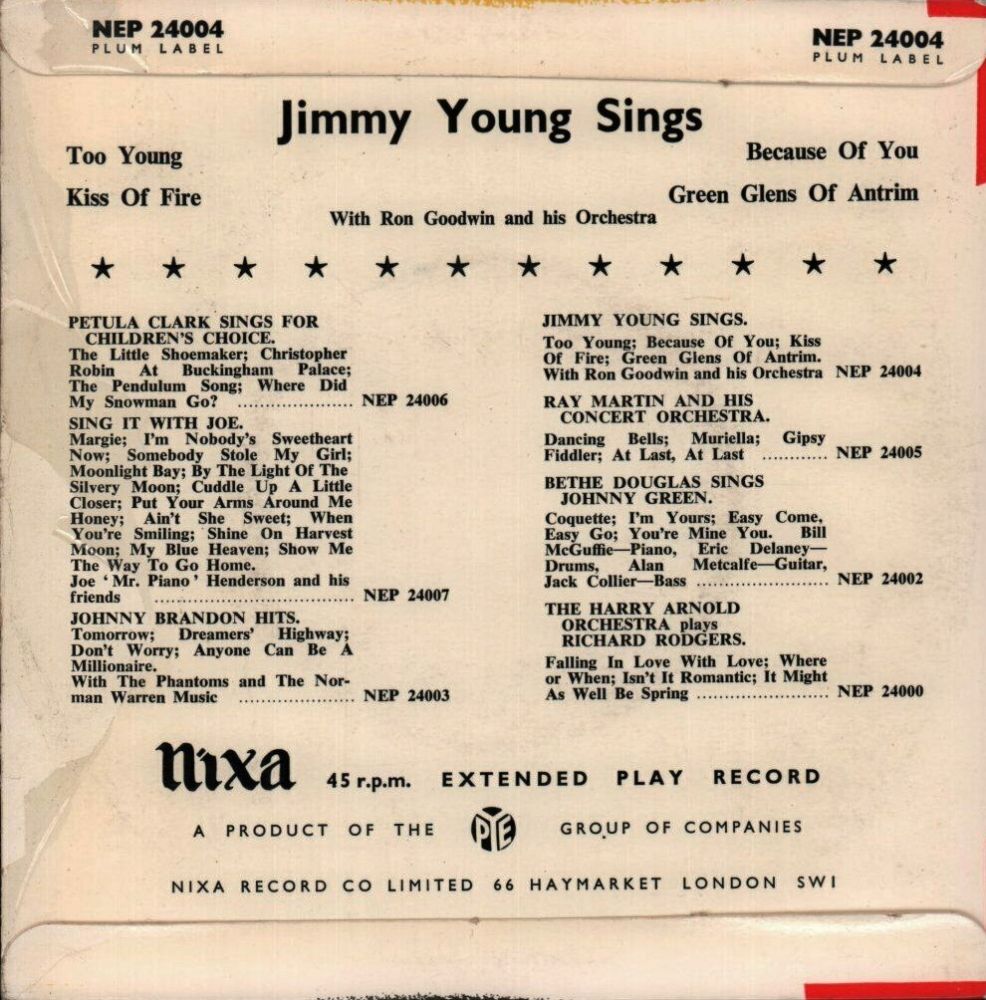 NEP 24004
PLUM LABEL
NEP 24004
PLUM LABEL
Jimmy Young Sings
Too Young
Because Of You
Kiss Of Fire
Green Glens Of Antrim
With Ron Goodwin and his Orchestra
PETULA CLARK SINGS FOR
CHILDREN'S CHOICE.
The Little Shoemaker; Christopher
Robin At Buckingham Palace;
The Pendulum Song; Where Did
My Snowman Go? .................... NEP 24006
SING IT WITH JOE.
Margie; I'm Nobody's Sweetheart
Now; Somebody Stole My Girl;
Moonlight Bay; By The Light Of The
Silvery Moon; Cuddle Up A Little
Closer; Put Your Arms Around Me
Honey; Ain't She Sweet; When
You're Smiling; Shine On Harvest
Moon; My Blue Heaven; Show Me
The Way To Go Home.
Joe 'Mr. Piano' Henderson and his
friends .................................. NEP 24007
JOHNNY BRANDON HITS.
Tomorrow; Dreamers' Highway;
Don't Worry; Anyone Can Be A
Millionaire.
With The Phantoms and The Nor-
man Warren Music .................... NEP 24003
JIMMY YOUNG SINGS.
Too Young; Because Of You; Kiss
Of Fire; Green Glens Of Antrim.
With Ron Goodwin and his Orchestra NEP 24004
RAY MARTIN AND HIS
CONCERT ORCHESTRA.
Dancing Bells; Muriella; Gipsy
Fiddler; At Last, At Last ........... NEP 24005
BETHE DOUGLAS SINGS
JOHNNY GREEN.
Coquette; I'm Yours; Easy Come,
Easy Go; You're Mine You. Bill
McGuffie—Piano, Eric Delaney—
Drums, Alan Metcalfe—Guitar,
Jack Collier—Bass ....................... NEP 24002
THE HARRY ARNOLD
ORCHESTRA plays
RICHARD RODGERS.
Falling In Love With Love; Where
or When; Isn't It Romantic; It Might
As Well Be Spring ....................... NEP 24000
Nixa 45 r.p.m. EXTENDED PLAY RECORD
A PRODUCT OF THE PYE GROUP OF COMPANIES
NIXA RECORD CO LIMITED 66 HAYMARKET LONDON SW1